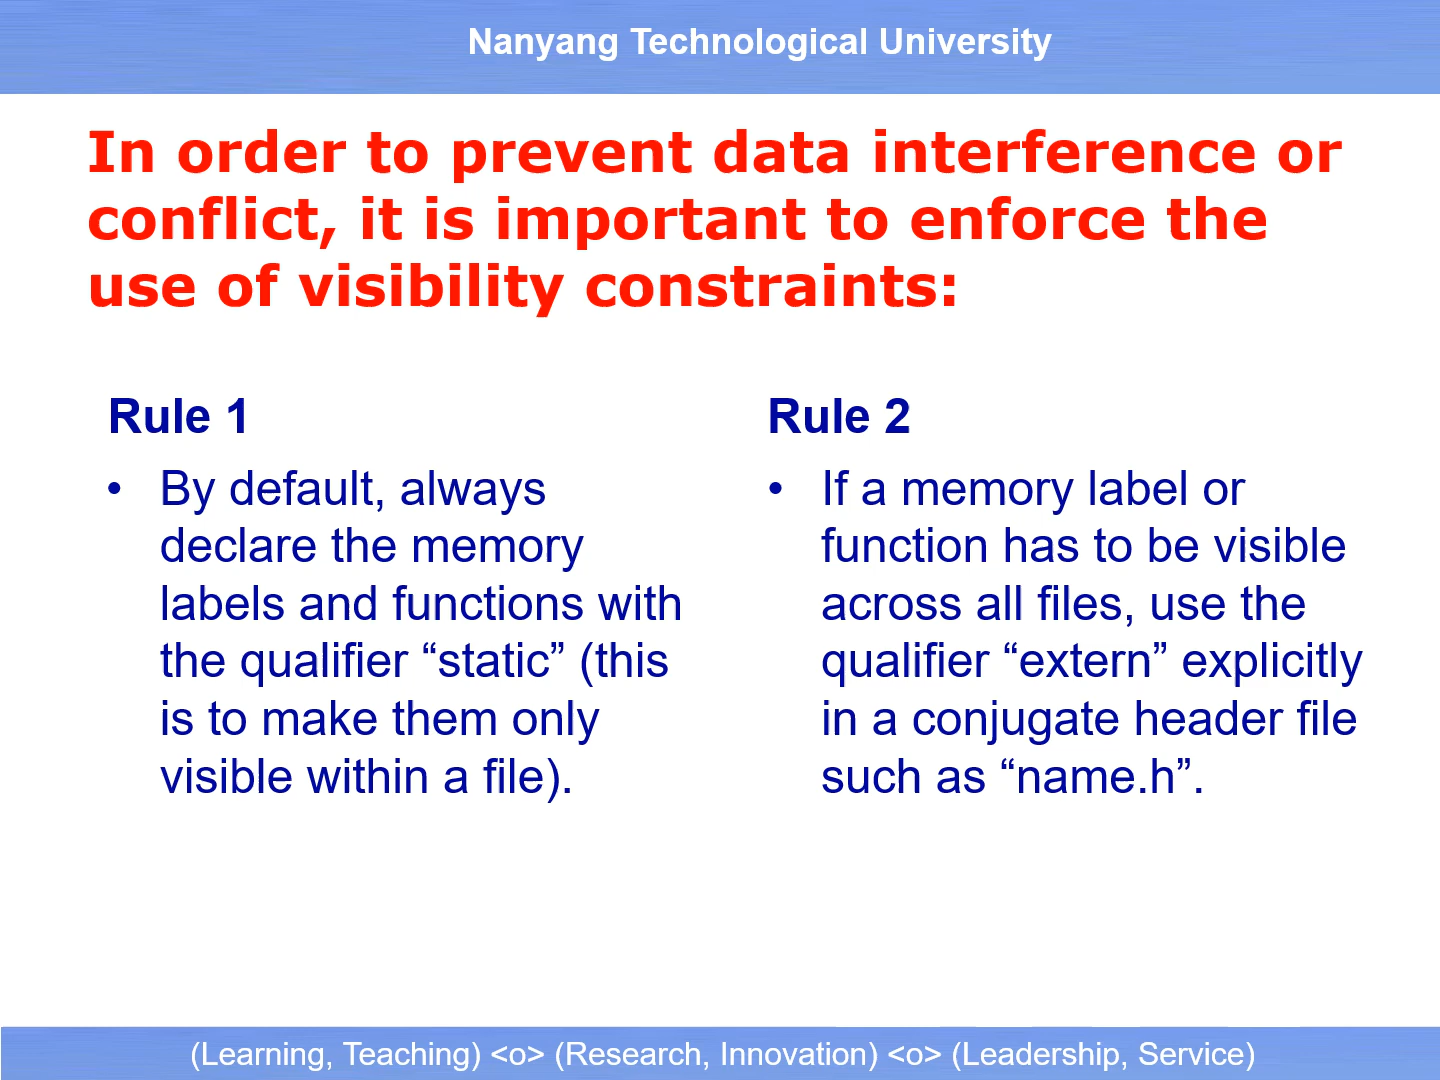 Nanyang Technological University
In order to prevent data interference or
conflict, it is important to enforce the
use of visibility constraints:
Rule 1
• By default, always
declare the memory
labels and functions with
the qualifier “static” (this
is to make them only
visible within a file).
Rule 2
• If a memory label or
function has to be visible
across all files, use the
qualifier “extern” explicitly
in a conjugate header file
such as “name.h”.
(Learning, Teaching) <o> (Research, Innovation) <o> (Leadership, Service)